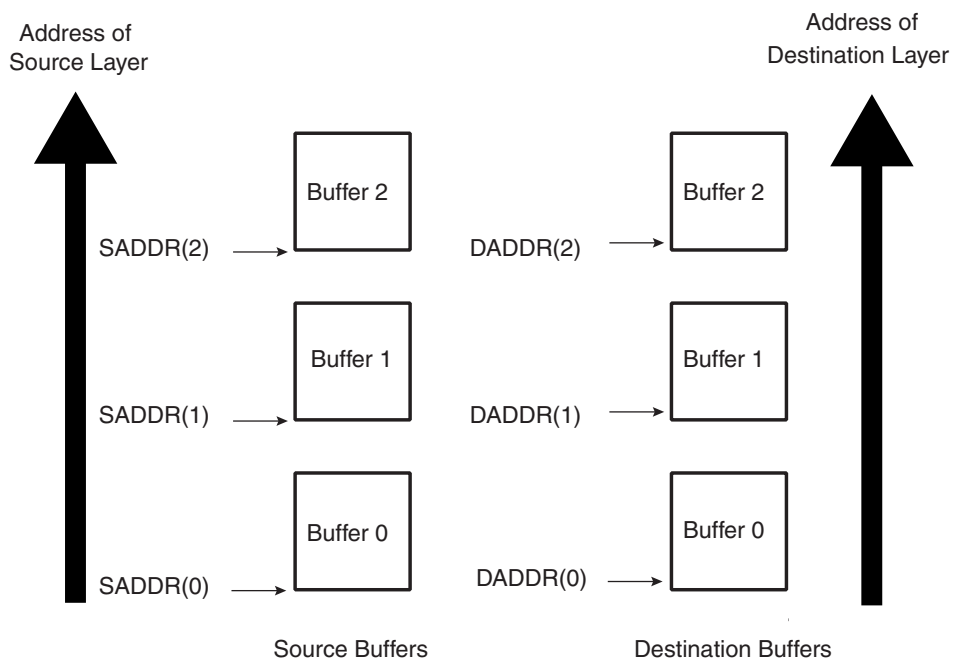 Address of
Source Layer
Address of
Destination Layer
Buffer 2
Buffer 2
SADDR(2)
DADDR(2)
Buffer 1
Buffer 1
SADDR(1)
DADDR(1)
Buffer 0
Buffer 0
SADDR(0)
DADDR(0)
Source Buffers
Destination Buffers